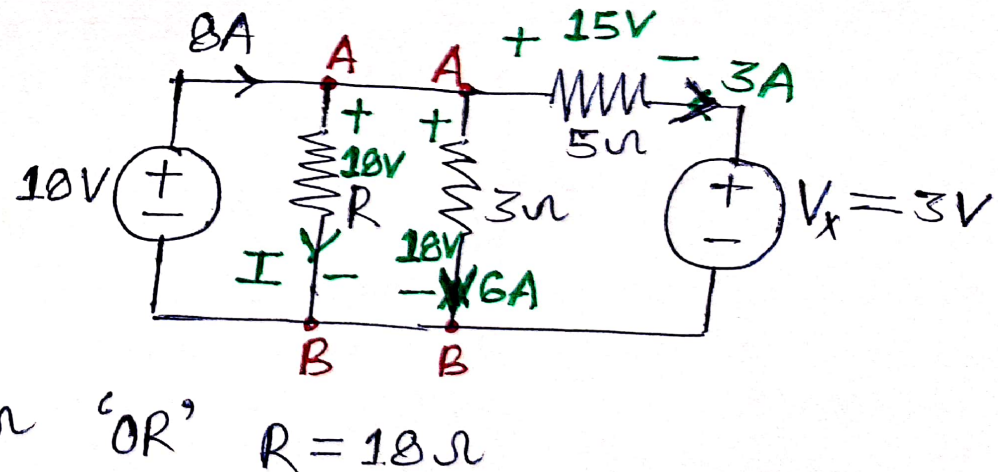 8A
A
A
+ 15V −
3A
+
+
5Ω
18V
+
−
18V
R
3Ω
+
−
Vx = 3V
I
−
18V
−
6A
B
B
Ω 'OR' R = 18Ω